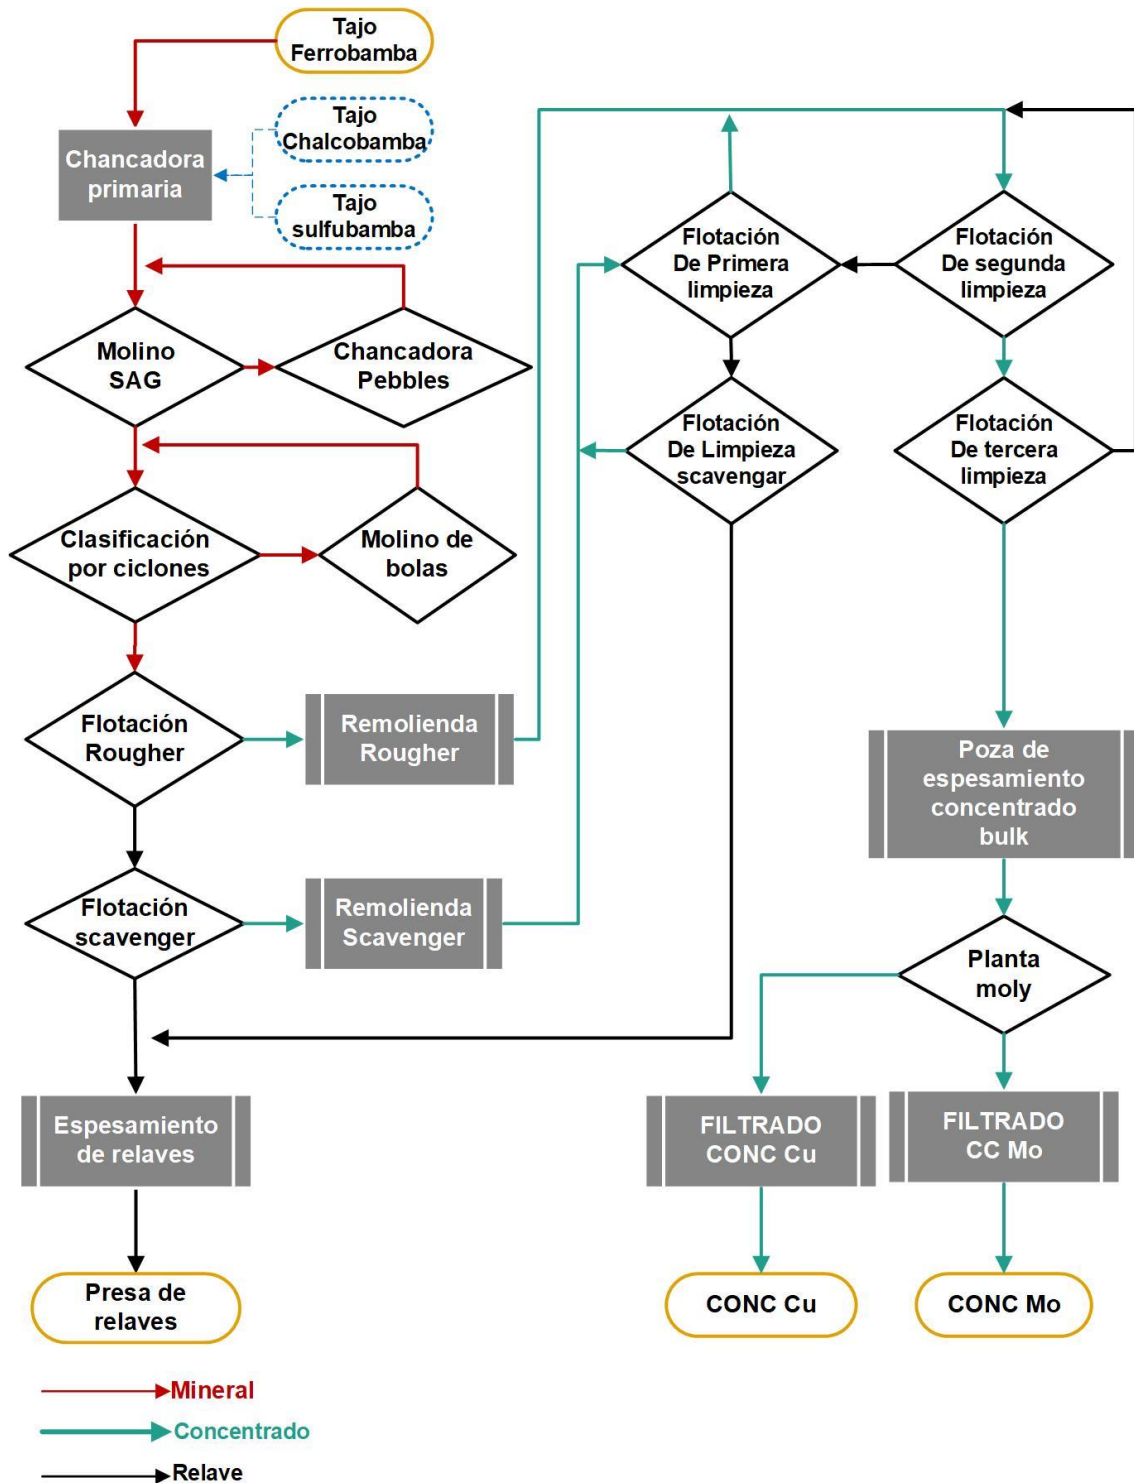 Tajo
Ferrobamba
Tajo
Chalcobamba
Chancadora
primaria
Tajo
sulfubamba
Flotación
De Primera
limpieza
Flotación
De segunda
limpieza
Molino
SAG
Chancadora
Pebbles
Flotación
De Limpieza
scavengar
Flotación
De tercera
limpieza
Clasificación
por ciclones
Molino de
bolas
Flotación
Rougher
Remolienda
Rougher
Poza de
espesamiento
concentrado
bulk
Flotación
scavenger
Remolienda
Scavenger
Planta
moly
Espesamiento
de relaves
FILTRADO
CONC Cu
FILTRADO
CC Mo
Presa de
relaves
CONC Cu
CONC Mo
Mineral
Concentrado
Relave